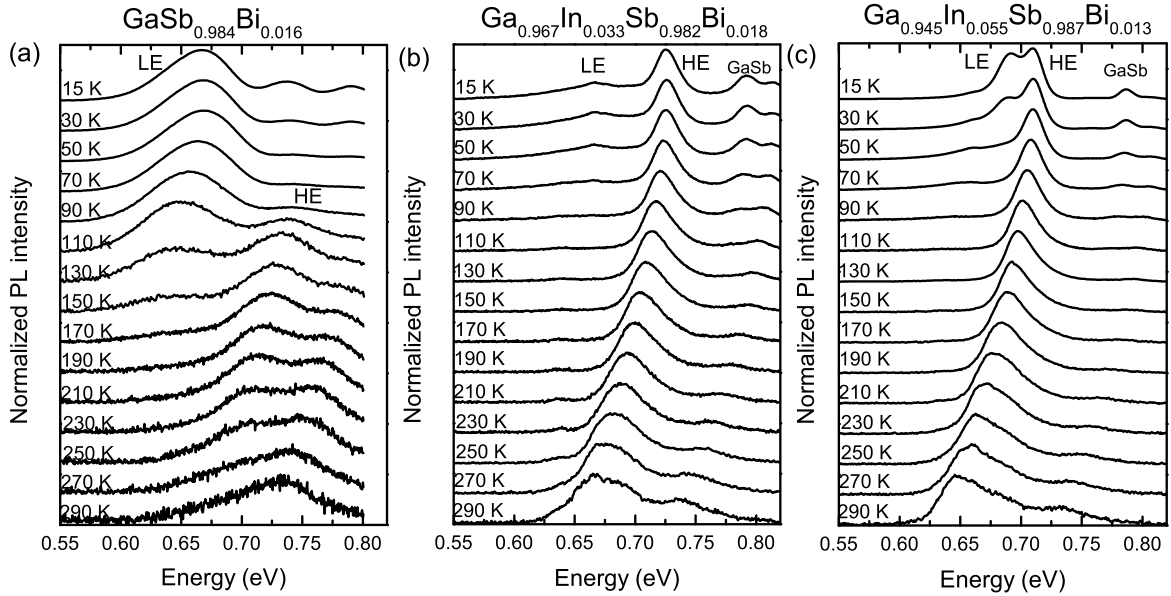 GaSb0.984Bi0.016
(a)
LE
HE
15 K
30 K
50 K
70 K
90 K
110 K
130 K
150 K
170 K
190 K
210 K
230 K
250 K
270 K
290 K
Normalized PL intensity
0.55 0.60 0.65 0.70 0.75 0.80
Energy (eV)
Ga0.967In0.033Sb0.982Bi0.018
(b)
LE
HE
GaSb
15 K
30 K
50 K
70 K
90 K
110 K
130 K
150 K
170 K
190 K
210 K
230 K
250 K
270 K
290 K
Normalized PL intensity
0.55 0.60 0.65 0.70 0.75 0.80
Energy (eV)
Ga0.945In0.055Sb0.987Bi0.013
(c)
LE
HE
GaSb
15 K
30 K
50 K
70 K
90 K
110 K
130 K
150 K
170 K
190 K
210 K
230 K
250 K
270 K
290 K
Normalized PL intensity
0.55 0.60 0.65 0.70 0.75 0.80
Energy (eV)